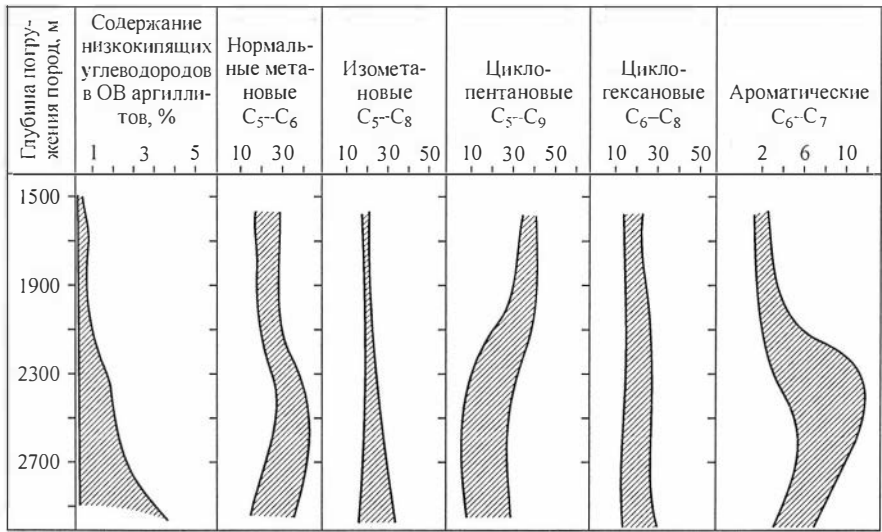 Глубина погру-
жения пород, м
Содержание
низкокипящих
углеводородов
в ОВ аргилли-
тов, %
1 3 5
Нормаль-
ные мета-
новые
C₅--C₆
10 30
Изомета-
новые
C₅--C₈
10 30 50
Цикло-
пентановые
C₅--C₉
10 30 50
Цикло-
гексановые
C₆–C₈
10 30 50
Ароматические
C₆–C₇
2 6 10
1500
1900
2300
2700